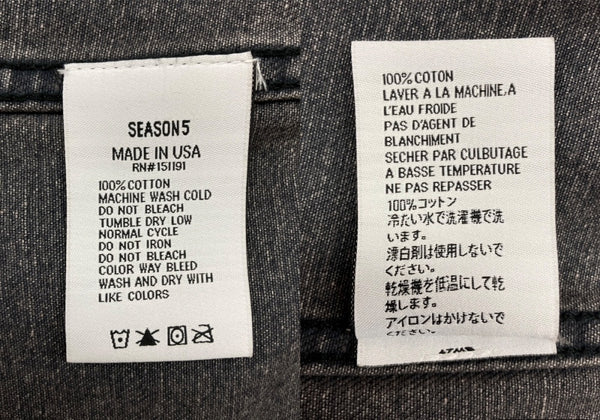 SEASON 5
MADE IN USA
RN#151191
100% COTTON
MACHINE WASH COLD
DO NOT BLEACH
TUMBLE DRY LOW
NORMAL CYCLE
DO NOT IRON
DO NOT BLEACH
COLOR WAY BLEED
WASH AND DRY WITH
LIKE COLORS
100% COTON
LAVER A LA MACHINE,A
L'EAU FROIDE
PAS D'AGENT DE
BLANCHIMENT
SECHER PAR CULBUTAGE
A BASSE TEMPERATURE
NE PAS REPASSER
100%コットン
冷たい水で洗濯機で洗
います。
漂白剤は使用しないで
ください。
乾燥機を低温にして乾
燥します。
アイロンはかけないで
ください。